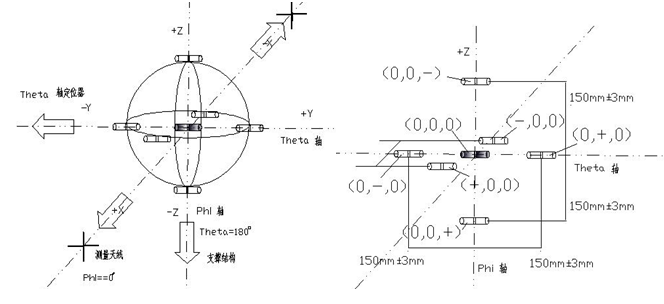 +Z
-X
Theta 轴定位器
-Y
+Y
Theta 轴
+X
-Z
Phi 轴
Theta=180°
测量天线
支撑结构
Phi==0°
+Z
(0,0,-)
150mm±3mm
(-,0,0)
(0,0,0)
(0,+,0)
Theta 轴
(0,-,0)
(+,0,0)
150mm±3mm
(0,0,+)
150mm±3mm
150mm±3mm
Phi 轴